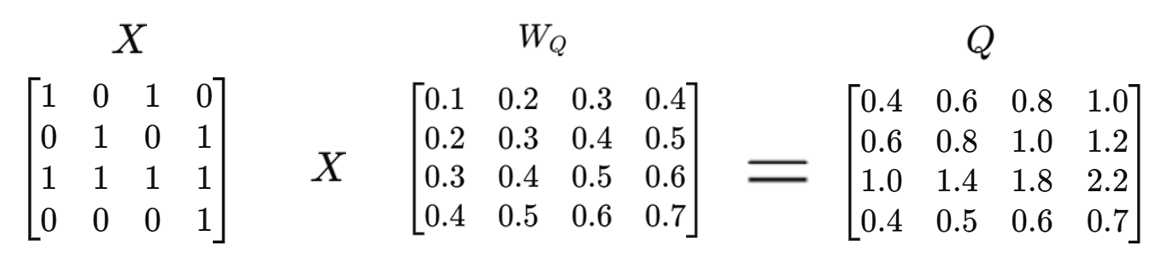 X W_Q Q
1 0 1 0 0.1 0.2 0.3 0.4 0.4 0.6 0.8 1.0
0 1 0 1 0.2 0.3 0.4 0.5 0.6 0.8 1.0 1.2
1 1 1 1 X 0.3 0.4 0.5 0.6 = 1.0 1.4 1.8 2.2
0 0 0 1 0.4 0.5 0.6 0.7 0.4 0.5 0.6 0.7